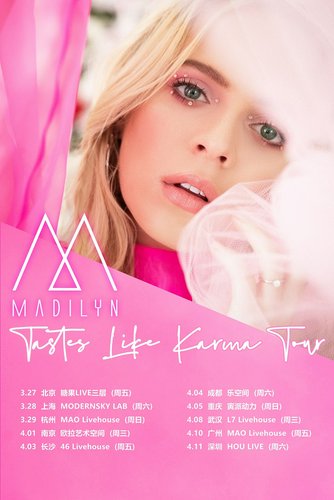 MADILYN
Tastes Like Karma Tour
3.27 北京 糖果LIVE三层（周五）
3.28 上海 MODERNSKY LAB（周六）
3.29 杭州 MAO Livehouse（周日）
4.01 南京 欧拉艺术空间（周三）
4.03 长沙 46 Livehouse（周五）
4.04 成都 乐空间（周六）
4.05 重庆 寅派动力（周日）
4.08 武汉 L7 Livehouse（周三）
4.10 广州 MAO Livehouse（周五）
4.11 深圳 HOU LIVE（周六）